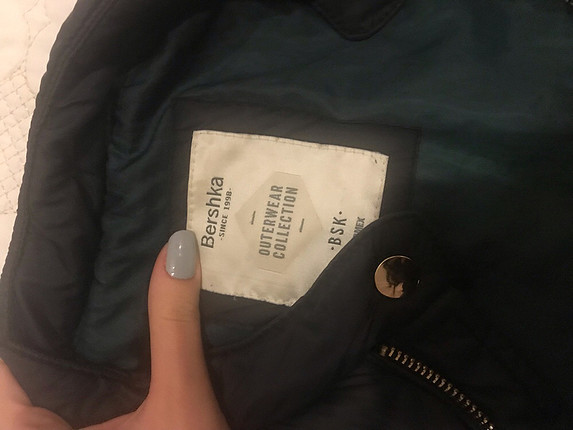 Bershka
·SINCE 1998·
OUTERWEAR
COLLECTION
·BSK·